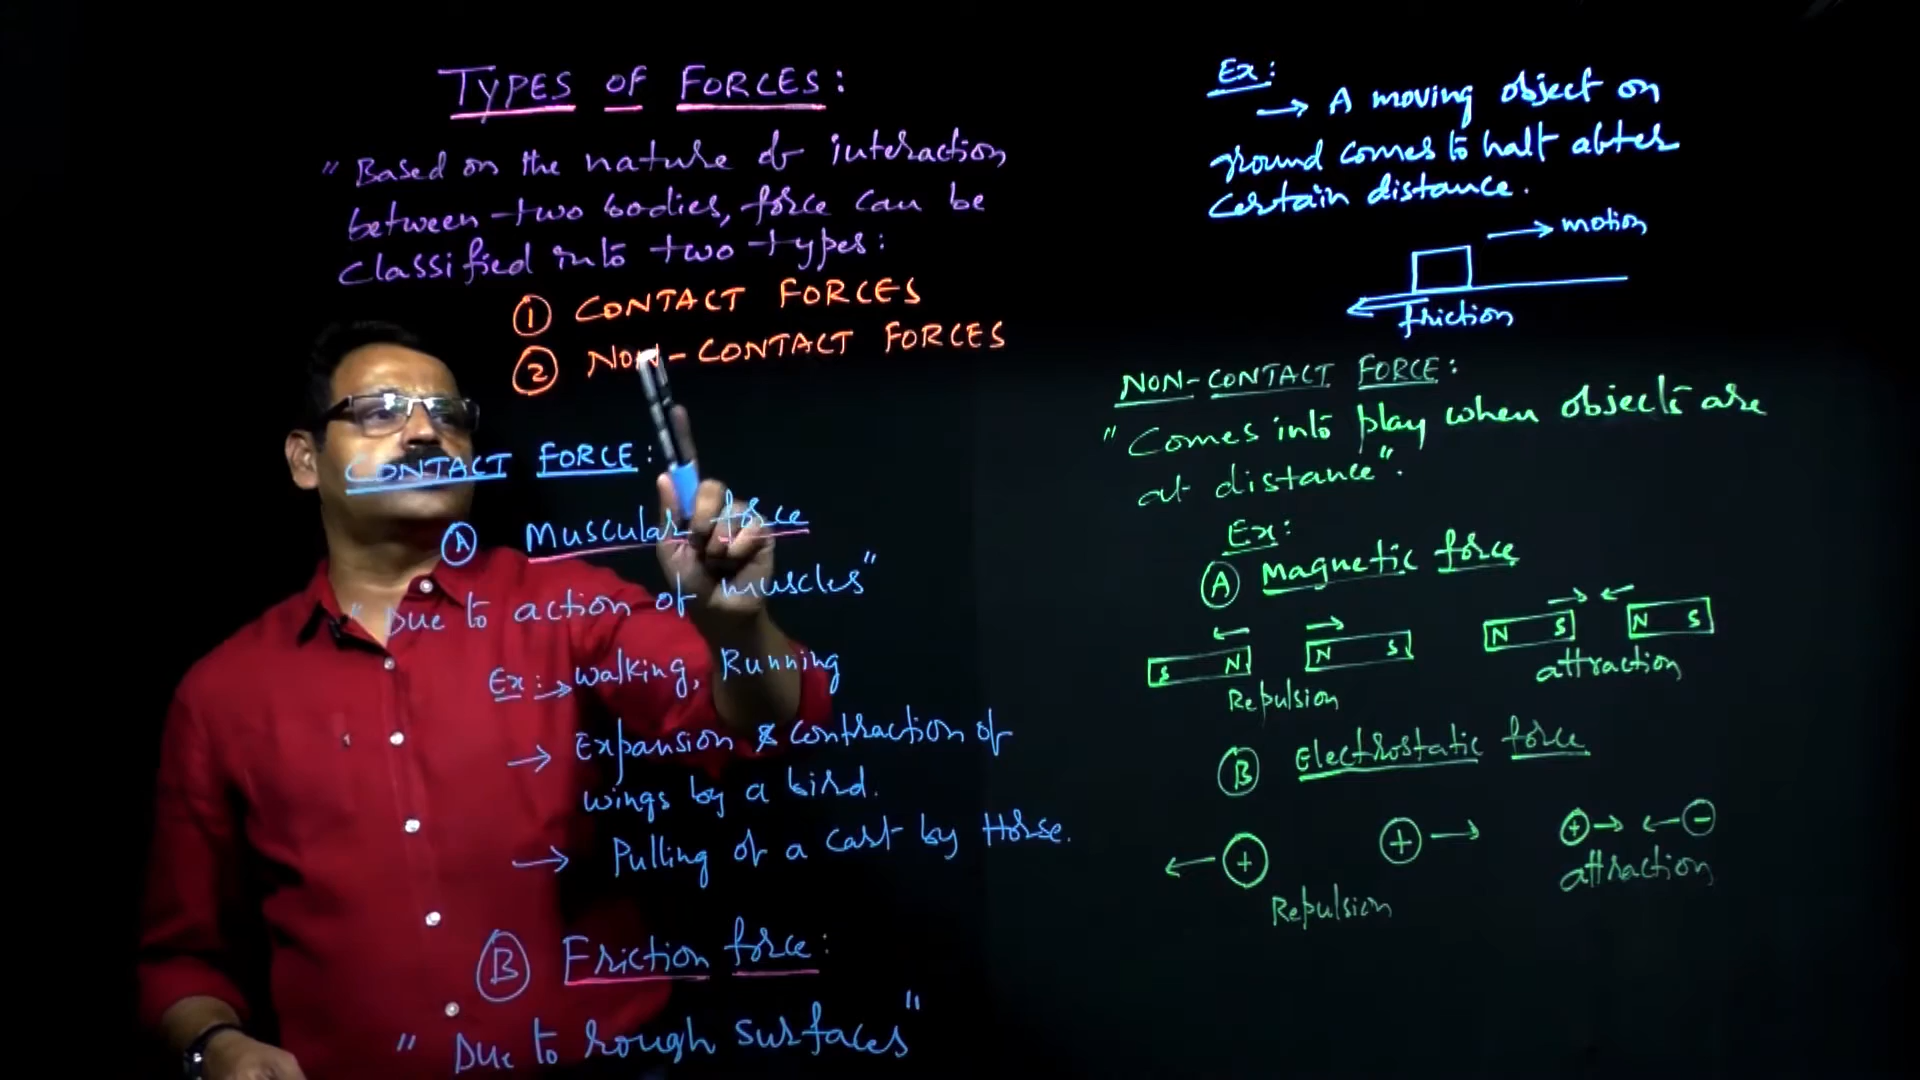 TYPES OF FORCES:
"Based on the nature of interaction
between two bodies, force can be
classified into two types:
① CONTACT FORCES
② NON-CONTACT FORCES
CONTACT FORCE:
Ⓐ Muscular force
"Due to action of muscles"
Ex: → Walking, Running
→ Expansion & contraction of
wings by a bird.
→ Pulling of a cart by Horse.
Ⓑ Friction force:
"Due to rough surfaces"
Ex:
→ A moving object on
ground comes to halt after
certain distance.
→ motion
friction
NON-CONTACT FORCE:
"Comes into play when objects are
at distance".
Ex:
Ⓐ Magnetic force
← → → ←
S N N S N S N S
Repulsion attraction
Ⓑ Electrostatic force
← + + → + → ← −
Repulsion attraction